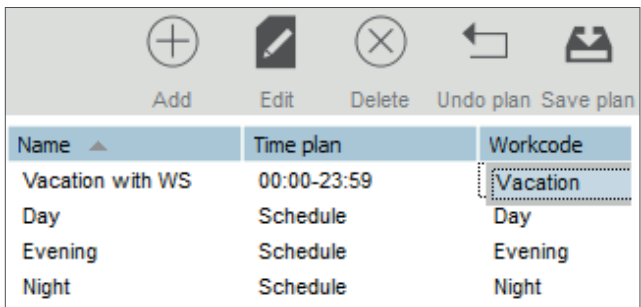 Add Edit Delete Undo plan Save plan
Name Time plan Workcode
Vacation with WS 00:00-23:59 Vacation
Day Schedule Day
Evening Schedule Evening
Night Schedule Night